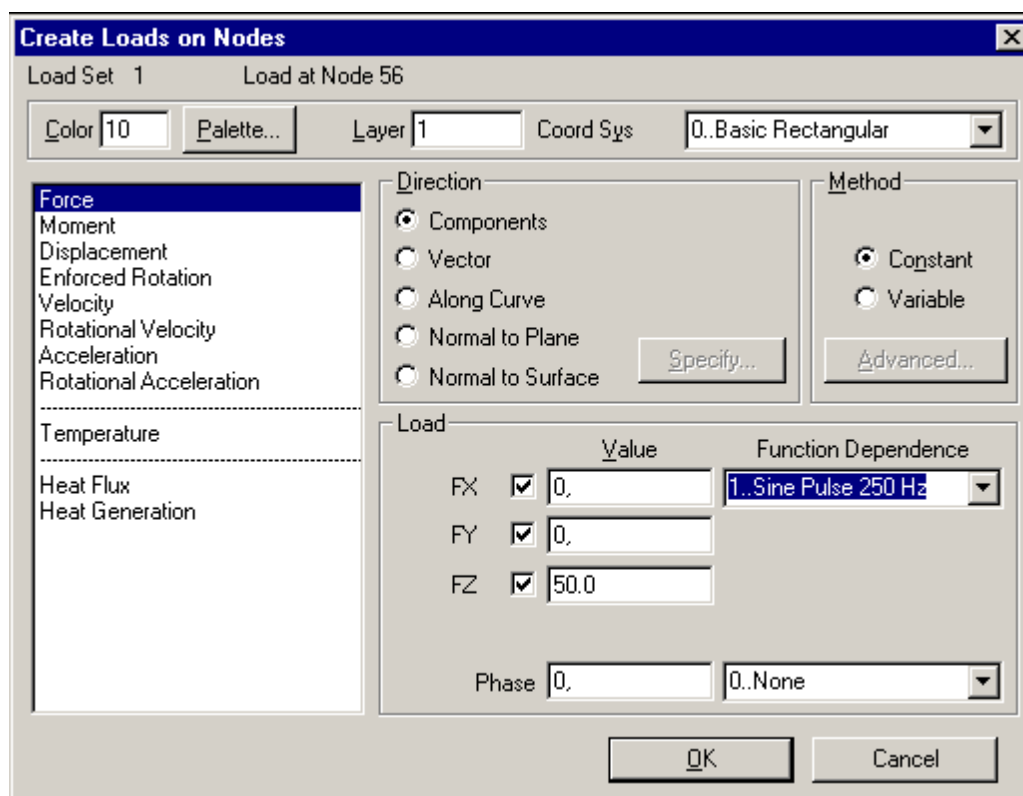 Create Loads on Nodes
Load Set 1 Load at Node 56
Color 10 Palette... Layer 1 Coord Sys 0..Basic Rectangular
Force
Moment
Displacement
Enforced Rotation
Velocity
Rotational Velocity
Acceleration
Rotational Acceleration
Temperature
Heat Flux
Heat Generation
Direction
Components
Vector
Along Curve
Normal to Plane
Normal to Surface
Specify...
Method
Constant
Variable
Advanced...
Load
Value Function Dependence
FX 0, 1..Sine Pulse 250 Hz
FY 0,
FZ 50.0
Phase 0, 0..None
OK Cancel